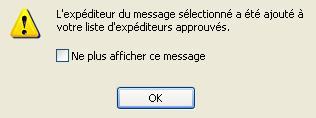 L'expéditeur du message sélectionné a été ajouté à
votre liste d'expéditeurs approuvés.
Ne plus afficher ce message
OK